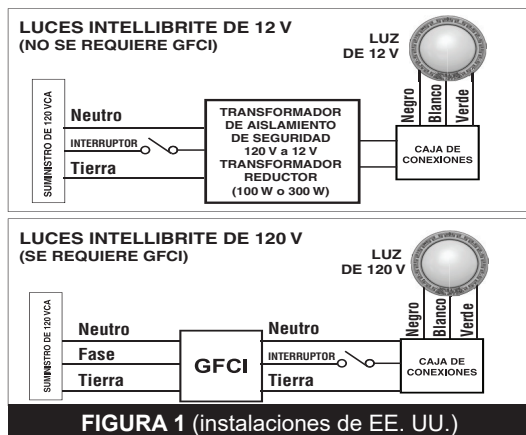 LUCES INTELLIBRITE DE 12 V
(NO SE REQUIERE GFCI)
LUZ
DE 12 V
SUMINISTRO DE 120 VCA
Neutro
INTERRUPTOR
Tierra
TRANSFORMADOR
DE AISLAMIENTO
DE SEGURIDAD
120 V a 12 V
TRANSFORMADOR
REDUCTOR
(100 W o 300 W)
Negro
Blanco
Verde
CAJA DE
CONEXIONES
LUCES INTELLIBRITE DE 120 V
(SE REQUIERE GFCI)
LUZ
DE 120 V
SUMINISTRO DE 120 VCA
Neutro
Fase
Tierra
GFCI
Neutro
INTERRUPTOR
Tierra
Negro
Blanco
Verde
CAJA DE
CONEXIONES
FIGURA 1 (instalaciones de EE. UU.)